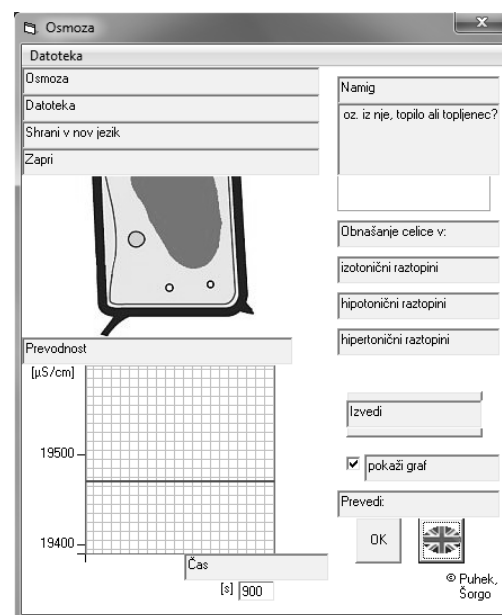 Osmoza
Datoteka
Osmoza
Datoteka
Shrani v nov jezik
Zapri
Namig
oz. iz nje, topilo ali topljenec?
Obnašanje celice v:
izotonični raztopini
hipotonični raztopini
hipertonični raztopini
Prevodnost
[µS/cm]
19500
19400
Čas
[s] 900
Izvedi
pokaži graf
Prevedi:
OK
© Puhek,
Šorgo